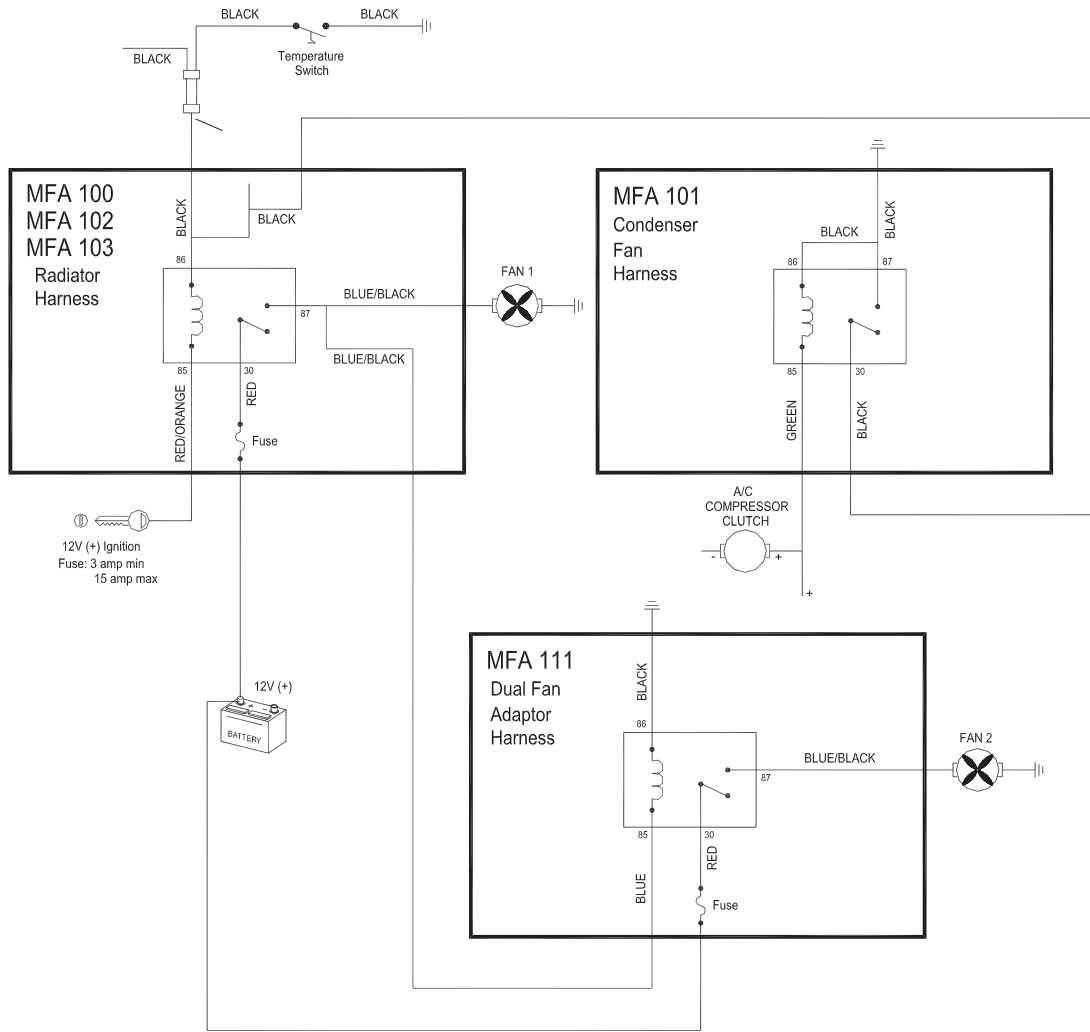 BLACK
BLACK
BLACK
Temperature
Switch
MFA 100
MFA 102
MFA 103
Radiator
Harness
BLACK
BLACK
86
87
85
30
BLUE/BLACK
BLUE/BLACK
FAN 1
RED/ORANGE
RED
Fuse
12V (+) Ignition
Fuse: 3 amp min
15 amp max
MFA 101
Condenser
Fan
Harness
BLACK
BLACK
86
87
85
30
GREEN
BLACK
A/C
COMPRESSOR
CLUTCH
-
+
+
12V (+)
+
-
BATTERY
MFA 111
Dual Fan
Adaptor
Harness
BLACK
86
87
85
30
BLUE/BLACK
FAN 2
BLUE
RED
Fuse